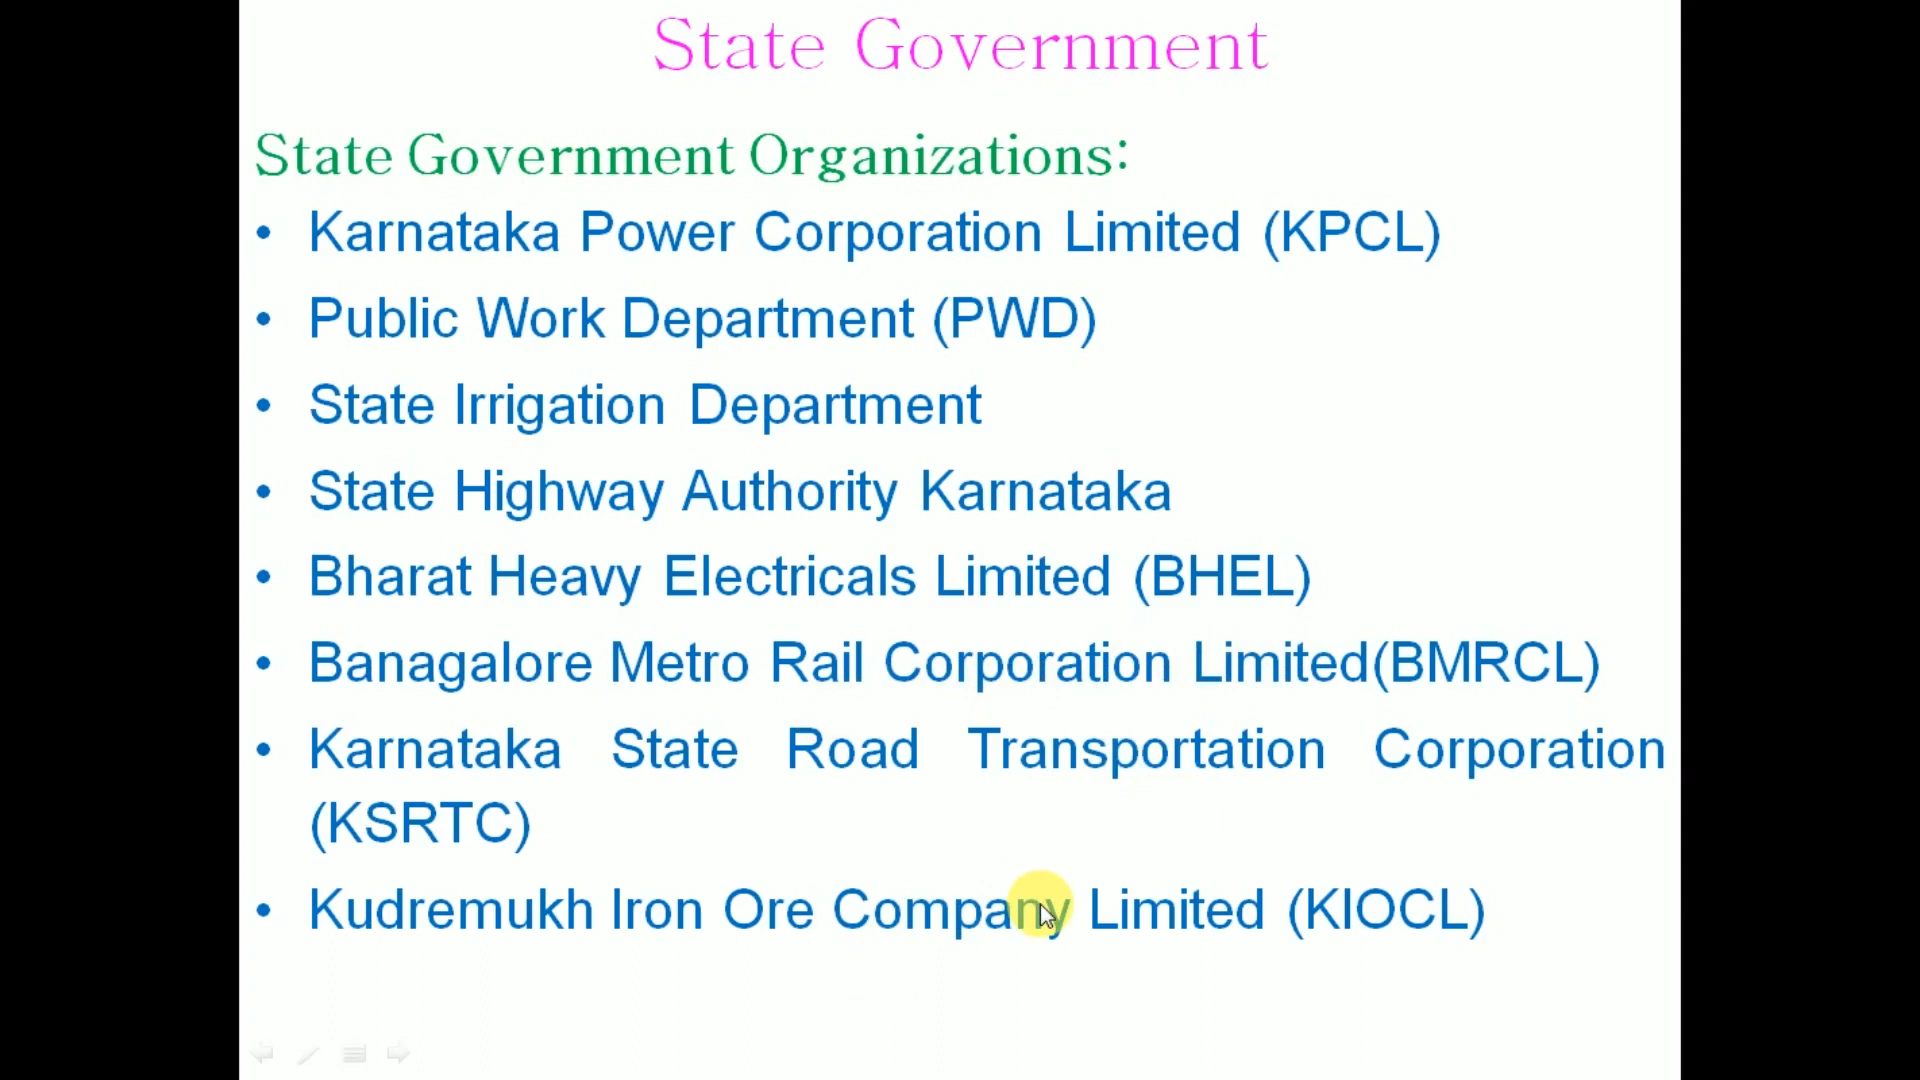 State Government
State Government Organizations:
• Karnataka Power Corporation Limited (KPCL)
• Public Work Department (PWD)
• State Irrigation Department
• State Highway Authority Karnataka
• Bharat Heavy Electricals Limited (BHEL)
• Banagalore Metro Rail Corporation Limited(BMRCL)
• Karnataka State Road Transportation Corporation
(KSRTC)
• Kudremukh Iron Ore Company Limited (KIOCL)